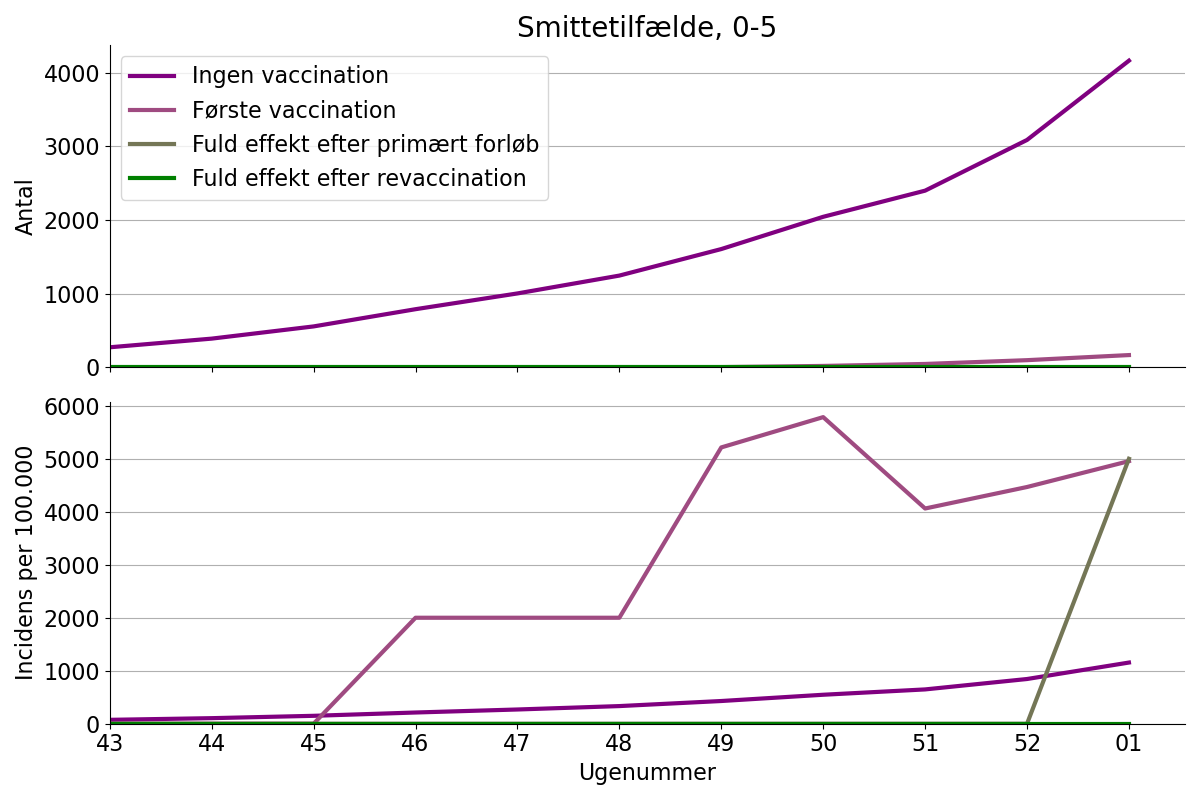 Smittetilfælde, 0-5
Antal
4000
3000
2000
1000
0
Ingen vaccination
Første vaccination
Fuld effekt efter primært forløb
Fuld effekt efter revaccination
Incidens per 100.000
6000
5000
4000
3000
2000
1000
0
43 44 45 46 47 48 49 50 51 52 01
Ugenummer